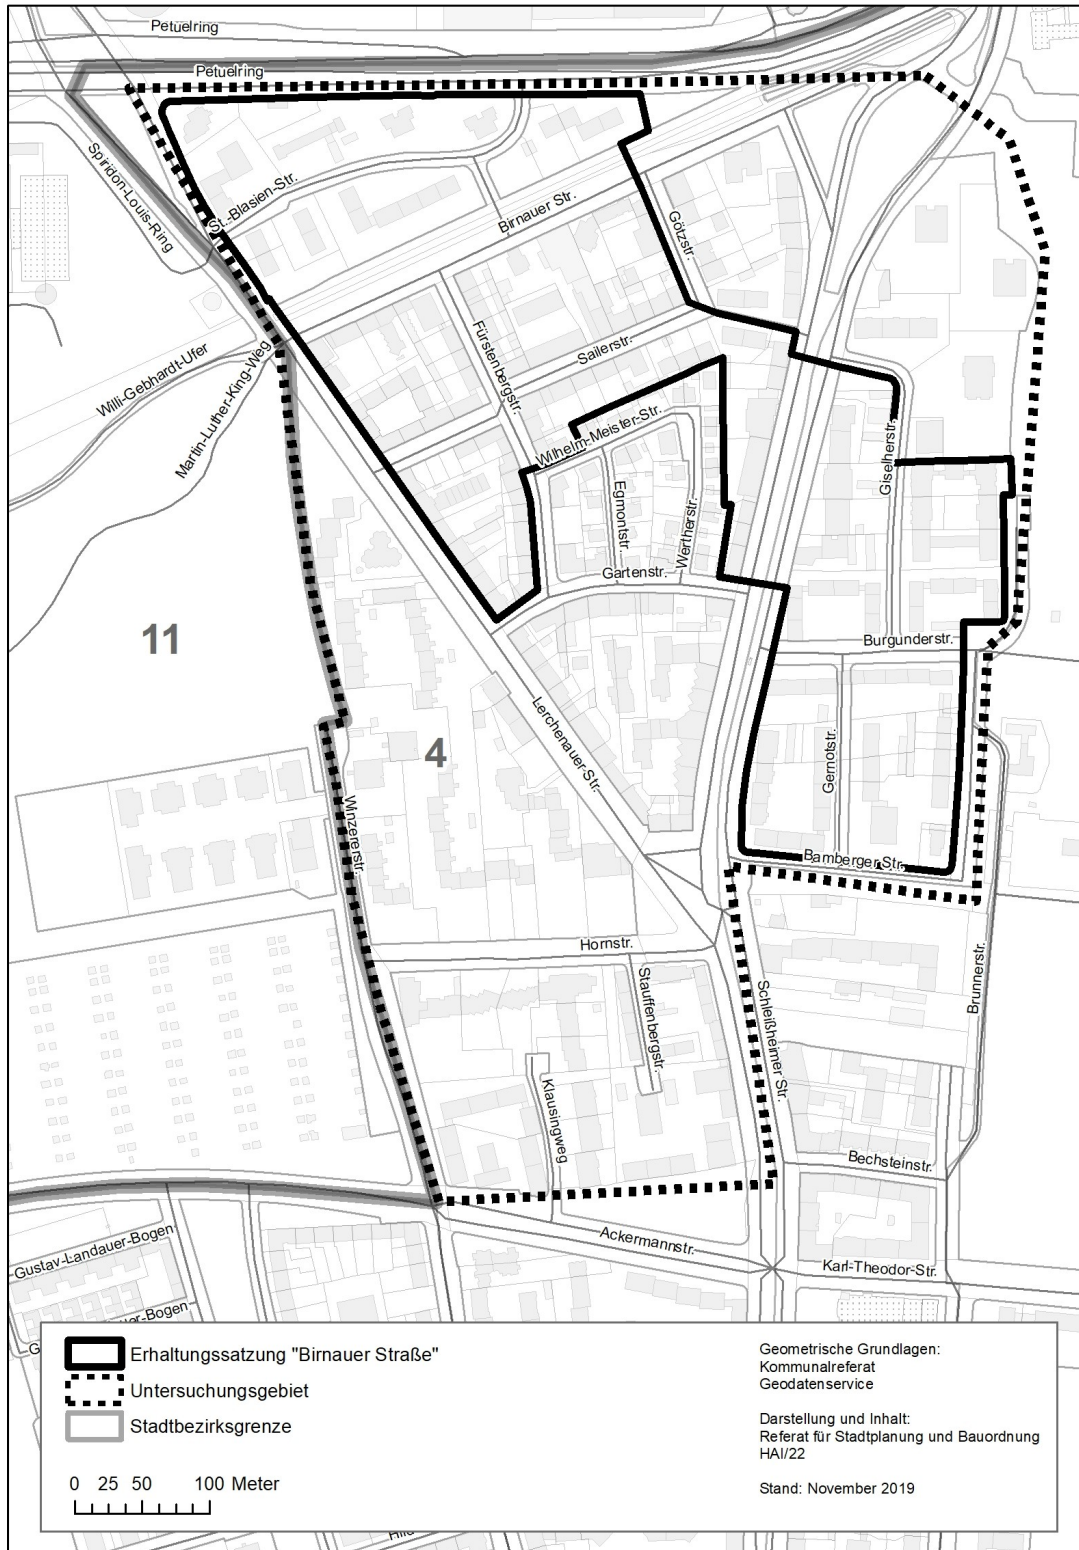 Petuelring
Petuelring
Spiridon-Louis-Ring
St.-Blasien-Str.
Birnauer Str.
Götzstr.
Willi-Gebhardt-Ufer
Martin-Luther-King-Weg
Fürstenbergstr.
Sailerstr.
Wilhelm-Meister-Str.
Egmontstr.
Wertherstr.
Giselherstr.
Gartenstr.
Burgunderstr.
11
4
Lerchenauer-Str.
Gernotstr.
Winzererstr.
Bamberger Str.
Hornstr.
Stauffenbergstr.
Schleißheimer Str.
Brunnerstr.
Klausingweg
Bechsteinstr.
Gustav-Landauer-Bogen
Ackermannstr.
Karl-Theodor-Str.
Erhaltungssatzung "Birnauer Straße"
Untersuchungsgebiet
Stadtbezirksgrenze
0 25 50 100 Meter
Geometrische Grundlagen:
Kommunalreferat
Geodatenservice
Darstellung und Inhalt:
Referat für Stadtplanung und Bauordnung
HAI/22
Stand: November 2019